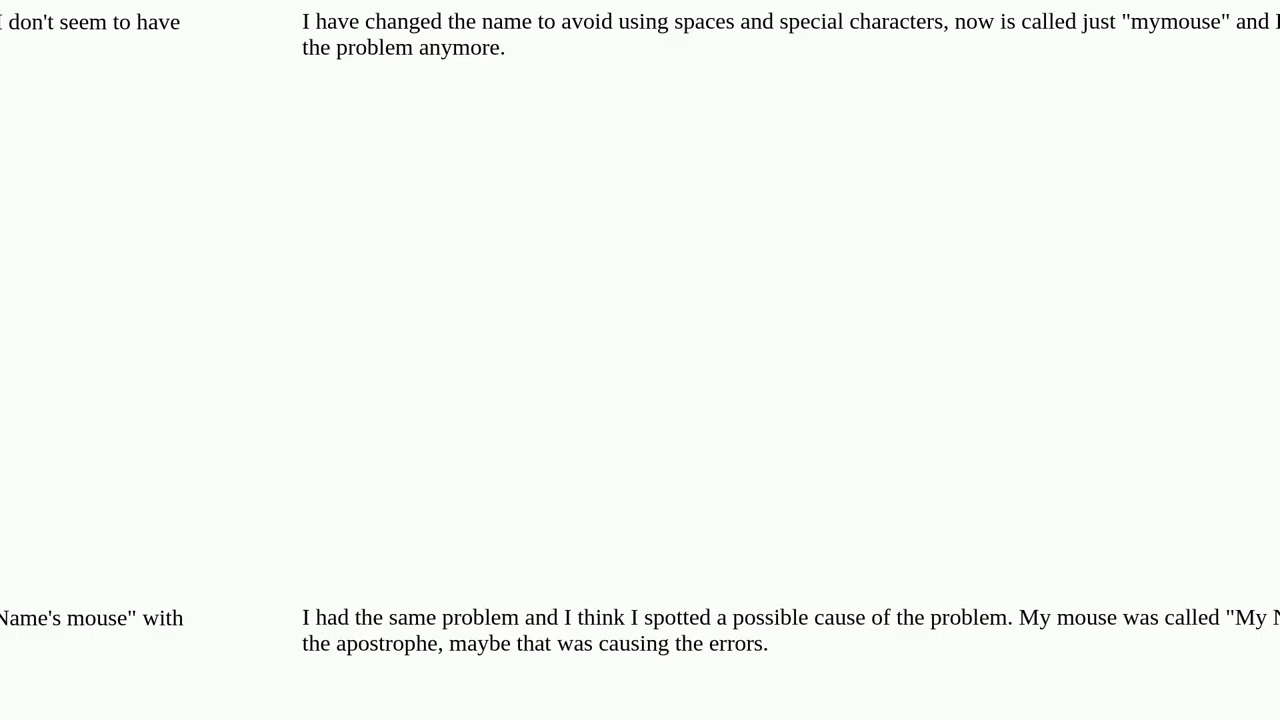 I don't seem to have
I have changed the name to avoid using spaces and special characters, now is called just "mymouse" and I
the problem anymore.
Name's mouse" with
I had the same problem and I think I spotted a possible cause of the problem. My mouse was called "My N
the apostrophe, maybe that was causing the errors.